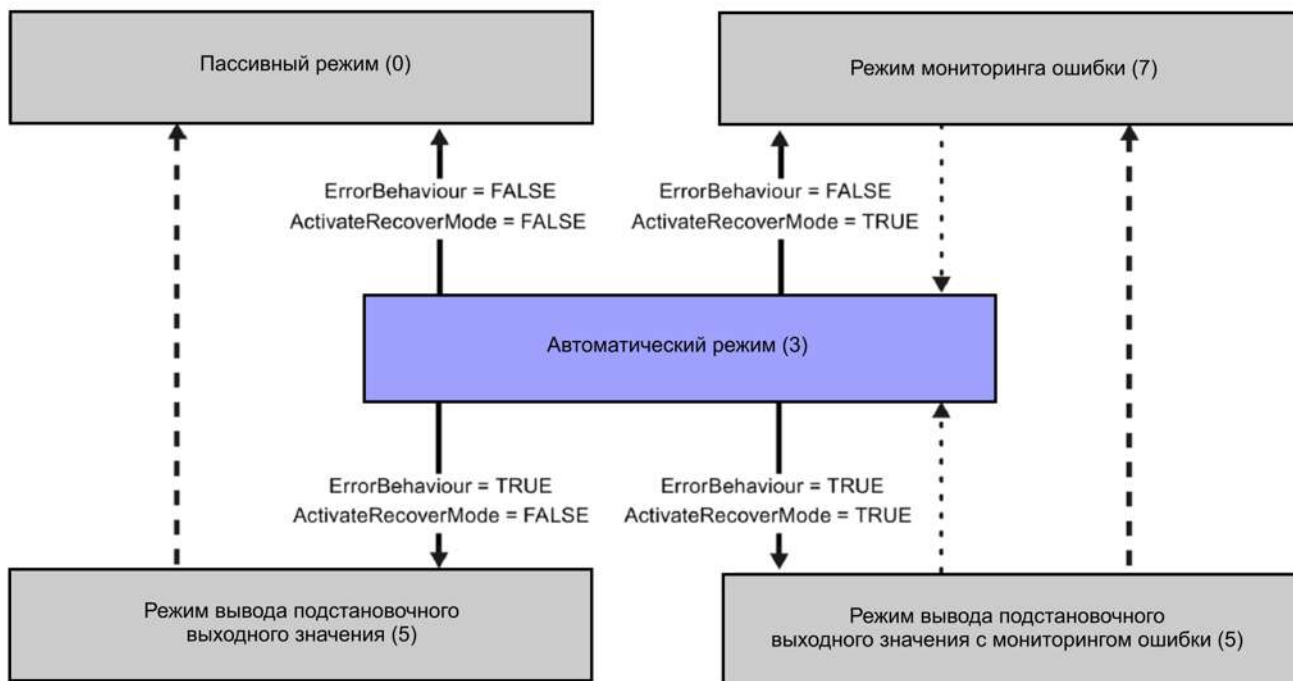 Пассивный режим (0)
Режим мониторинга ошибки (7)
ErrorBehaviour = FALSE
ActivateRecoverMode = FALSE
ErrorBehaviour = FALSE
ActivateRecoverMode = TRUE
Автоматический режим (3)
ErrorBehaviour = TRUE
ActivateRecoverMode = FALSE
ErrorBehaviour = TRUE
ActivateRecoverMode = TRUE
Режим вывода подстановочного
выходного значения (5)
Режим вывода подстановочного
выходного значения с мониторингом ошибки (5)